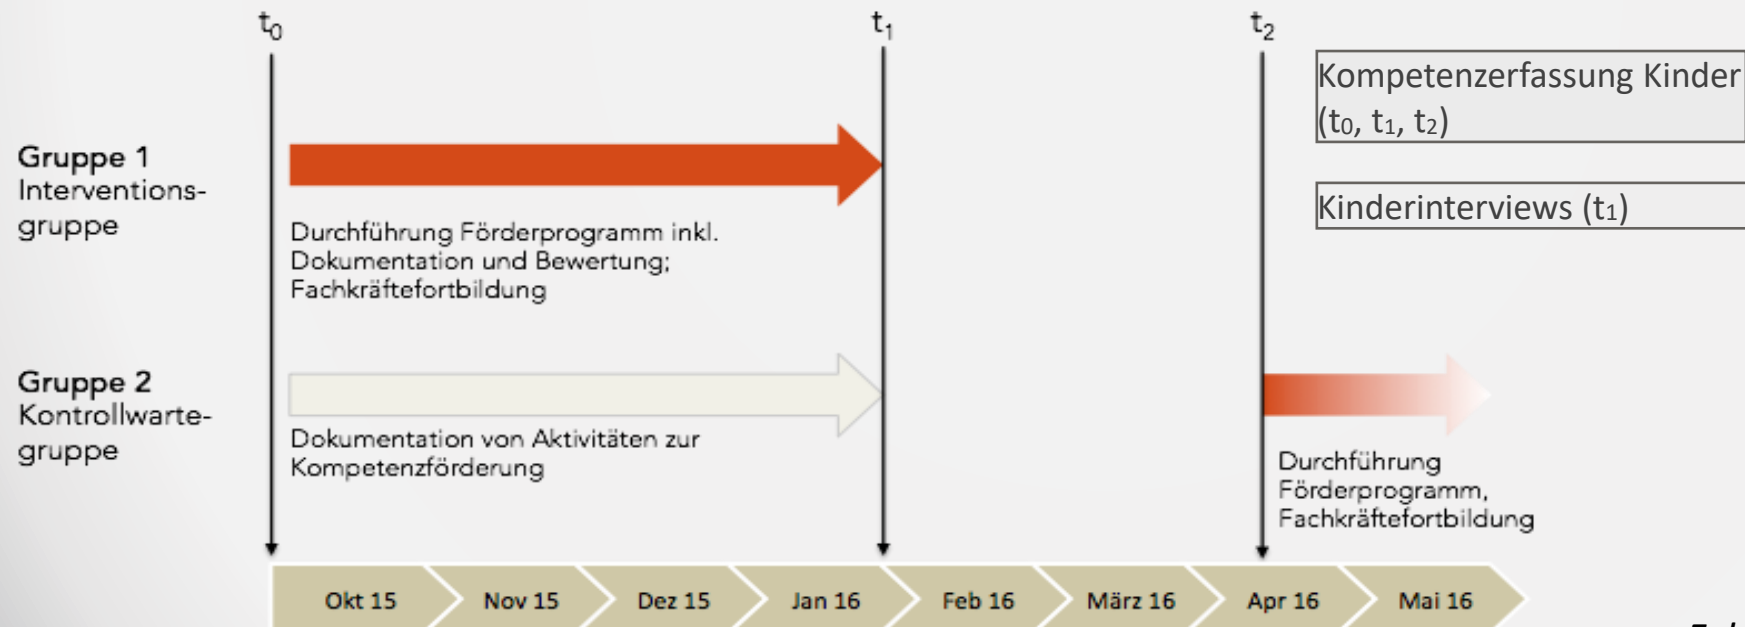 t₀
t₁
t₂
Kompetenzerfassung Kinder
(t₀, t₁, t₂)
Kinderinterviews (t₁)
Gruppe 1
Interventions-
gruppe
Durchführung Förderprogramm inkl.
Dokumentation und Bewertung;
Fachkräftefortbildung
Gruppe 2
Kontrollwarte-
gruppe
Dokumentation von Aktivitäten zur
Kompetenzförderung
Durchführung
Förderprogramm,
Fachkräftefortbildung
Okt 15
Nov 15
Dez 15
Jan 16
Feb 16
März 16
Apr 16
Mai 16